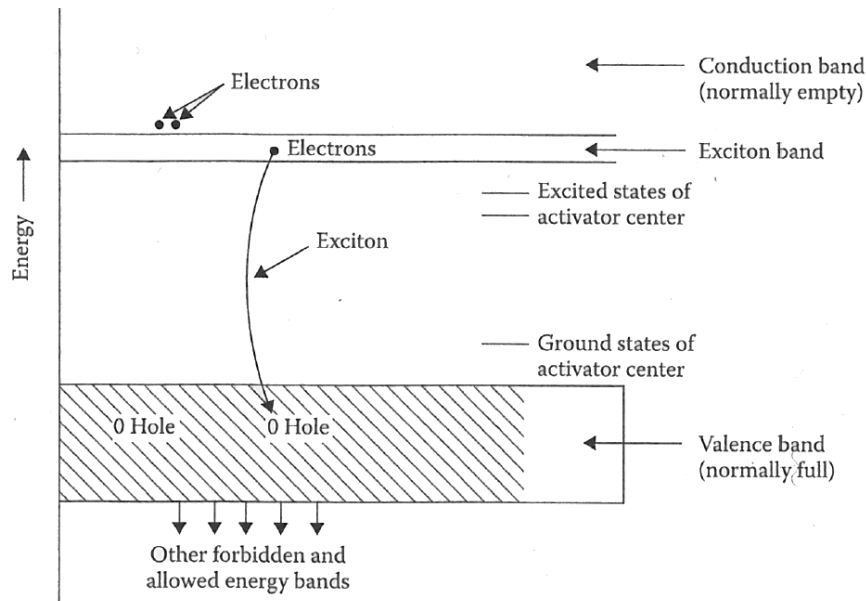 Electrons
Conduction band
(normally empty)
Electrons
Exciton band
Excited states of
activator center
Exciton
Energy
Ground states of
activator center
0 Hole
0 Hole
Valence band
(normally full)
Other forbidden and
allowed energy bands